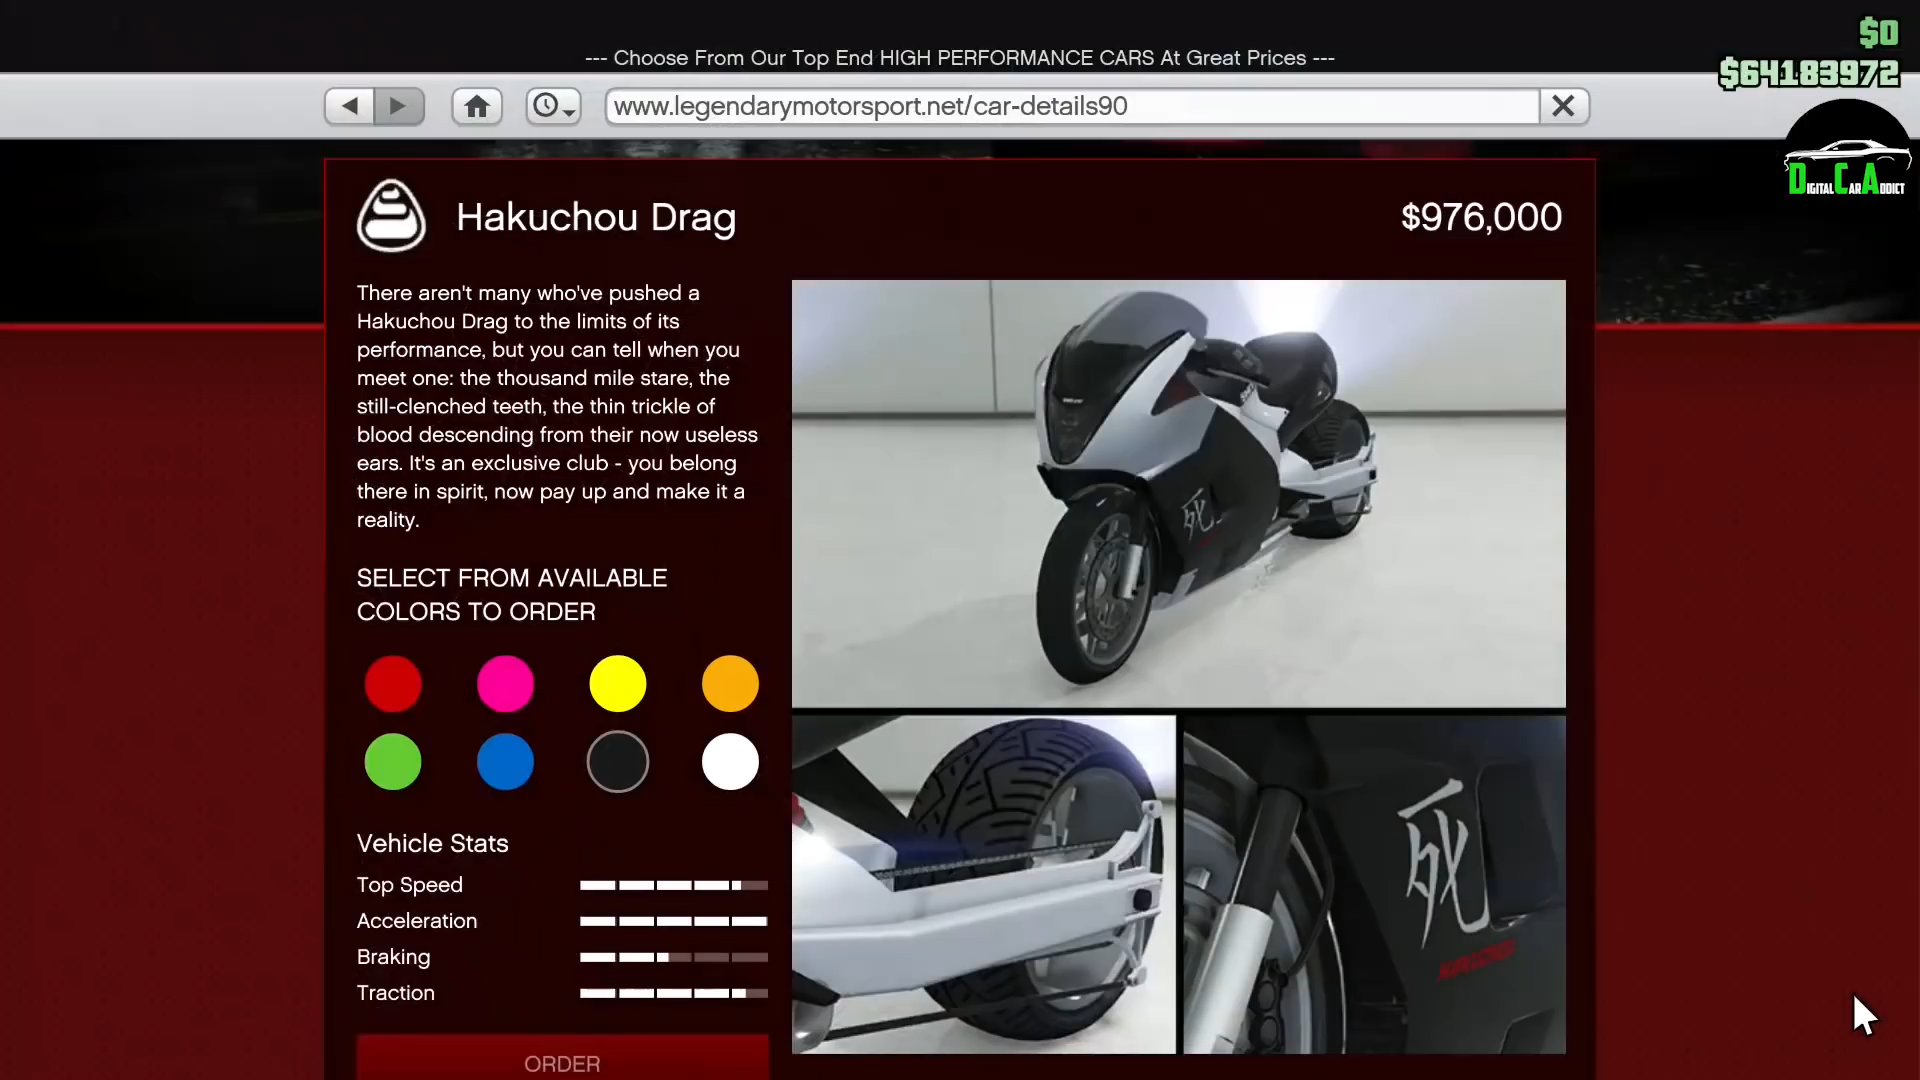 $0
--- Choose From Our Top End HIGH PERFORMANCE CARS At Great Prices ---
$64183972
www.legendarymotorsport.net/car-details90
DIGITALCARADDICT
Hakuchou Drag
$976,000
There aren't many who've pushed a
Hakuchou Drag to the limits of its
performance, but you can tell when you
meet one: the thousand mile stare, the
still-clenched teeth, the thin trickle of
blood descending from their now useless
ears. It's an exclusive club - you belong
there in spirit, now pay up and make it a
reality.
死
SELECT FROM AVAILABLE
COLORS TO ORDER
Vehicle Stats
Top Speed
Acceleration
Braking
Traction
死
ORDER